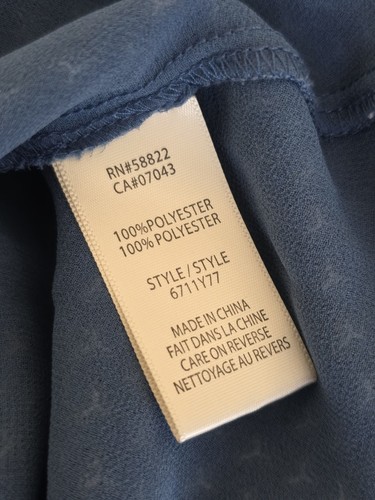 RN#58822
CA#07043
100%POLYESTER
100% POLYESTER
STYLE/STYLE
6711Y77
MADE IN CHINA
FAIT DANS LA CHINE
CARE ON REVERSE
NETTOYAGE AU REVERS